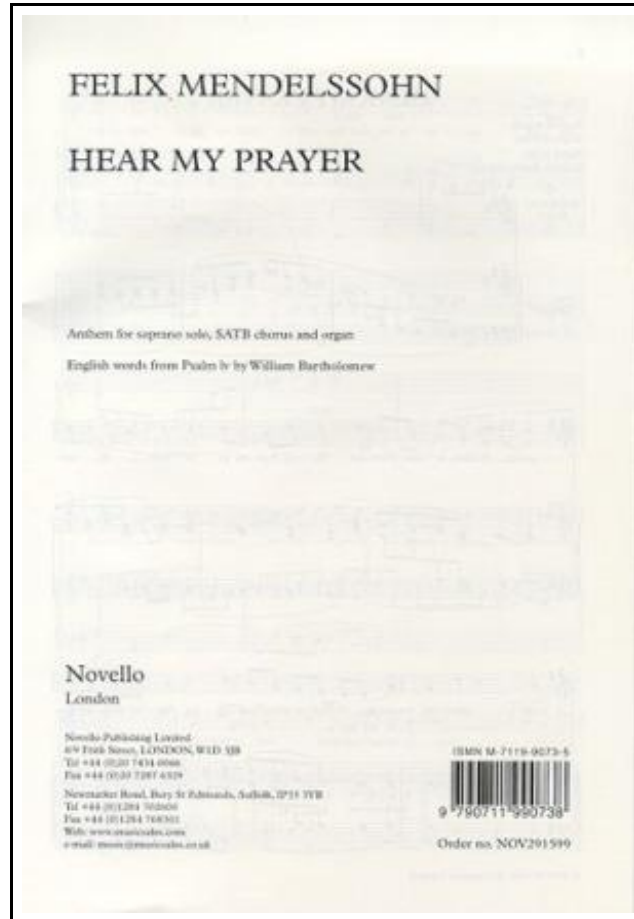 FELIX MENDELSSOHN
HEAR MY PRAYER
Anthem for soprano solo, SATB chorus and organ
English words from Psalm lv by William Bartholomew
Novello
London
Novello Publishing Limited
8/9 Frith Street, LONDON, W1D 3JB
Tel +44 (0)20 7434 0066
Fax +44 (0)20 7287 6329
Newmarket Road, Bury St Edmunds, Suffolk, IP33 3YB
Tel +44 (0)1284 702600
Fax +44 (0)1284 768301
Web: www.musicsales.com
e-mail: music@musicsales.co.uk
ISMN M-7119-9073-5
9 790711 990738
Order no. NOV291599